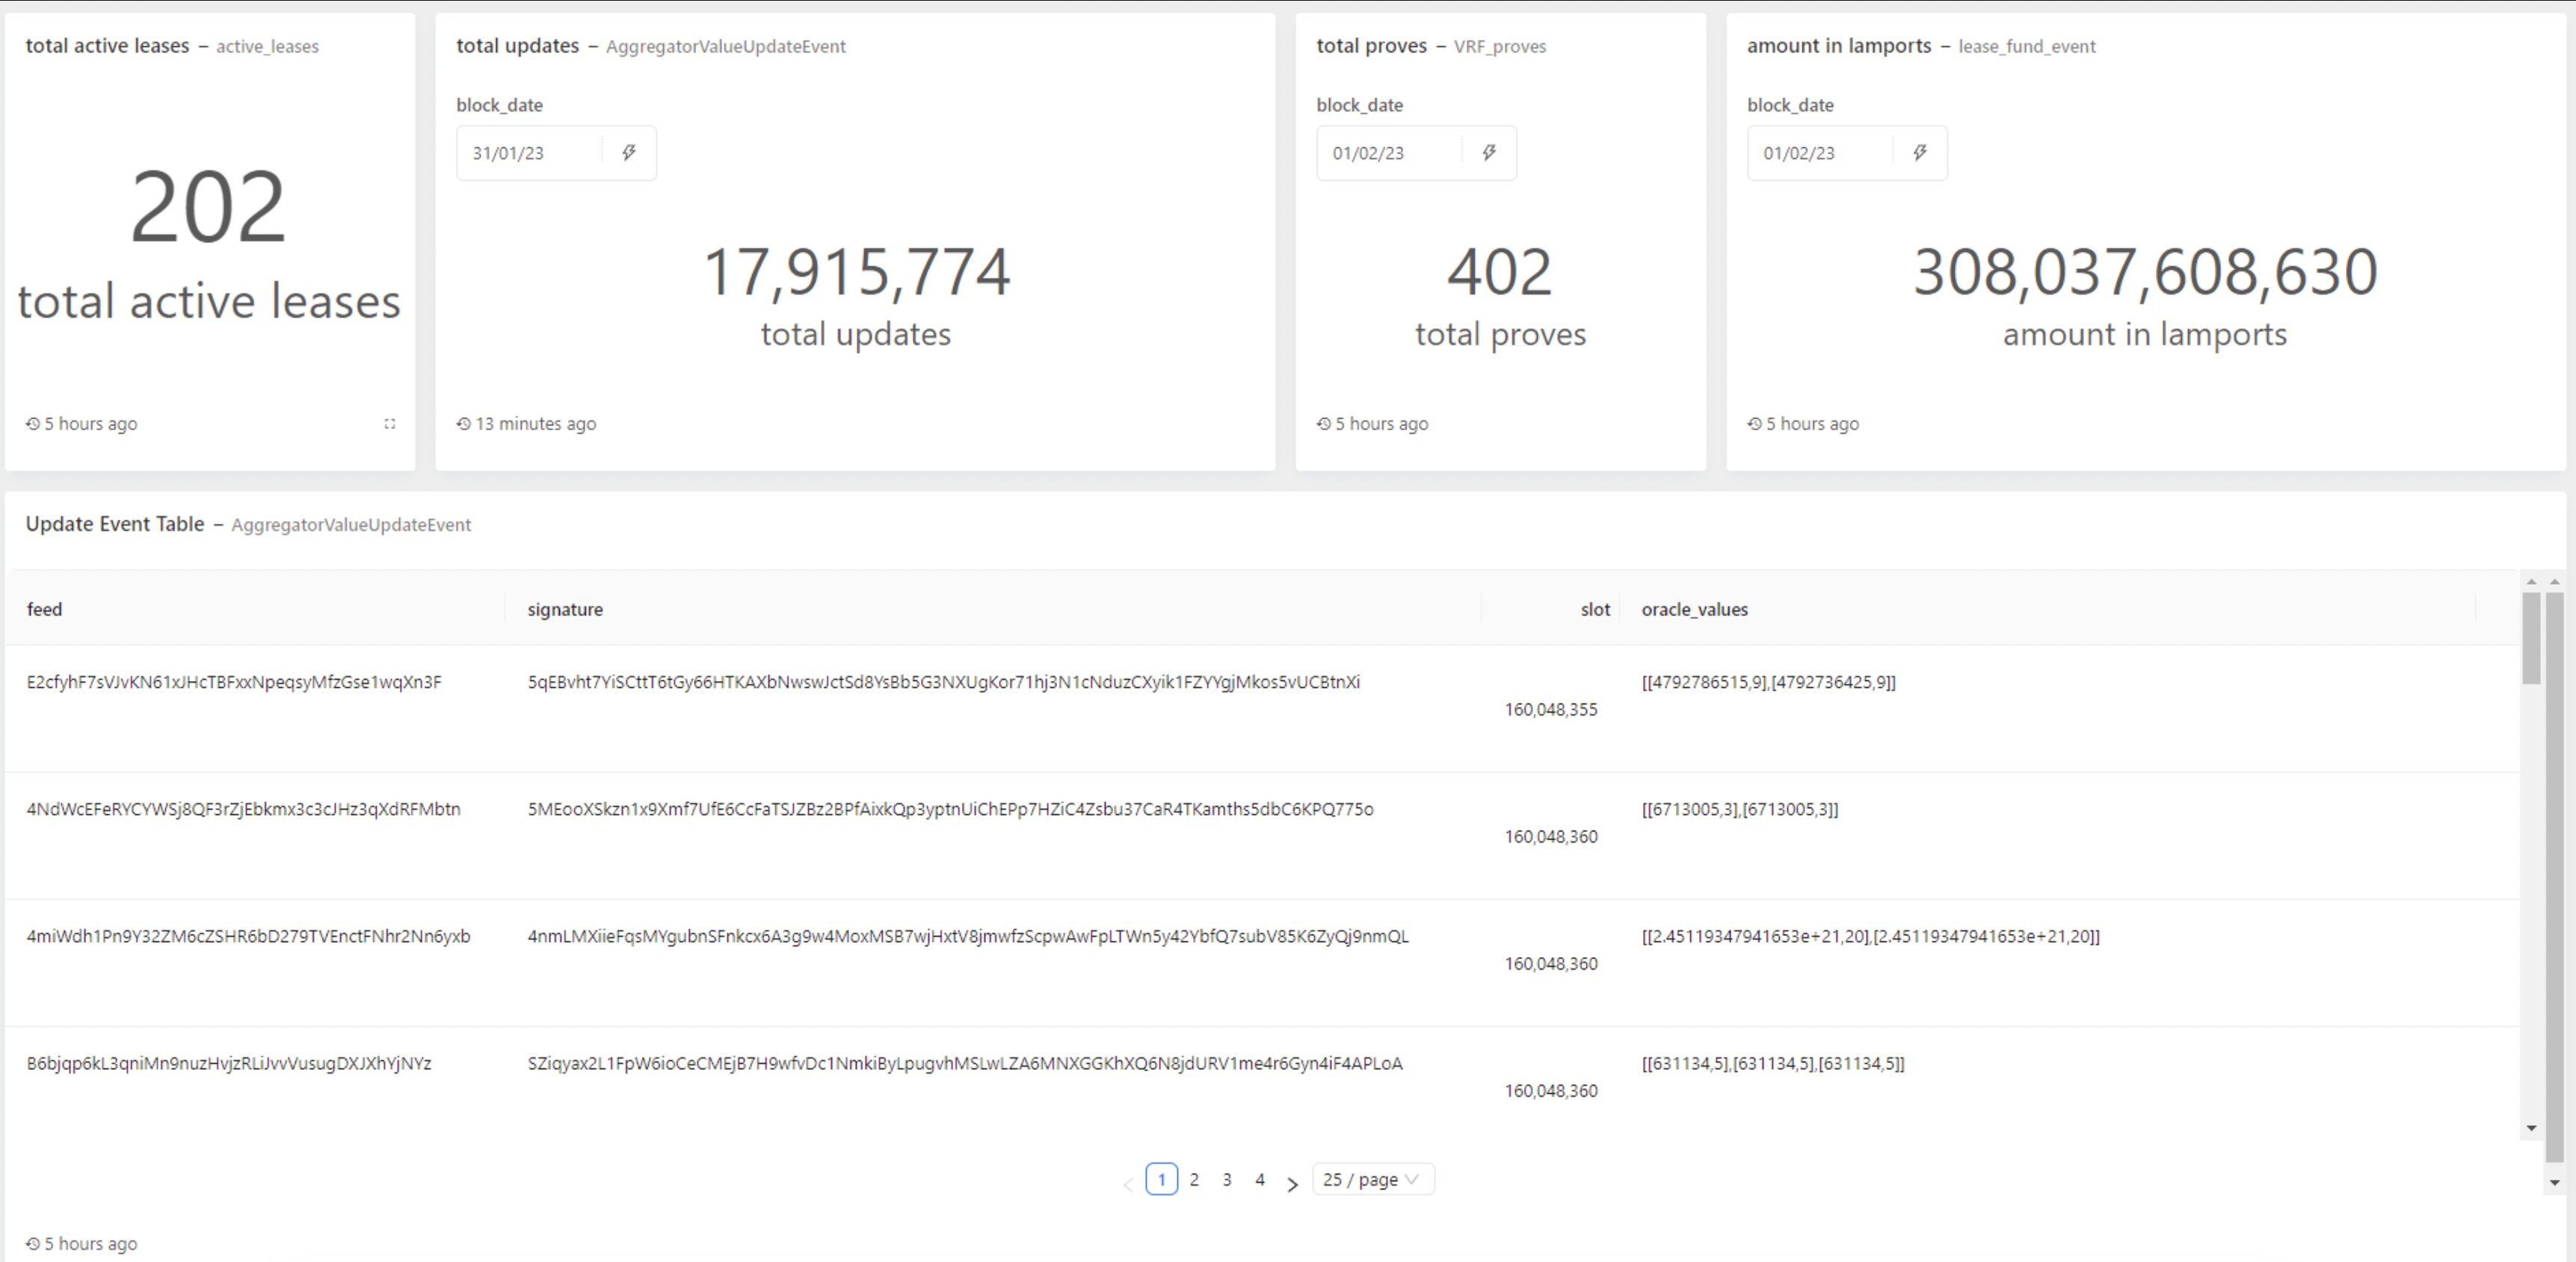 total active leases – active_leases
202
total active leases
5 hours ago
total updates – AggregatorValueUpdateEvent
block_date
31/01/23
17,915,774
total updates
13 minutes ago
total proves – VRF_proves
block_date
01/02/23
402
total proves
5 hours ago
amount in lamports – lease_fund_event
block_date
01/02/23
308,037,608,630
amount in lamports
5 hours ago
Update Event Table – AggregatorValueUpdateEvent
feed signature slot oracle_values
E2cfyhF7sVJvKN61xJHcTBFxxNpeqsyMfzGse1wqXn3F 5qEBvht7YiSCttT6tGy66HTKAXbNwswJctSd8YsBb5G3NXUgKor71hj3N1cNduzCXyik1FZYYgjMkos5vUCBtnXi 160,048,355 [[4792786515,9],[4792736425,9]]
4NdWcEFeRYCYWSj8QF3rZjEbkmx3c3cJHz3qXdRFMbtn 5MEooXSkzn1x9Xmf7UfE6CcFaTSJZBz2BPfAixkQp3yptnUiChEPp7HZiC4Zsbu37CaR4TKamths5dbC6KPQ775o 160,048,360 [[6713005,3],[6713005,3]]
4miWdh1Pn9Y32ZM6cZSHR6bD279TVEnctFNhr2Nn6yxb 4nmLMXiieFqsMYgubnSFnkcx6A3g9w4MoxMSB7wjHxtV8jmwfzScpwAwFpLTWn5y42YbfQ7subV85K6ZyQj9nmQL 160,048,360 [[2.45119347941653e+21,20],[2.45119347941653e+21,20]]
B6bjqp6kL3qniMn9nuzHvjzRLiJvvVusugDXJXhYjNYz SZiqyax2L1FpW6ioCeCMEjB7H9wfvDc1NmkiByLpugvhMSLwLZA6MNXGGKhXQ6N8jdURV1me4r6Gyn4iF4APLoA 160,048,360 [[631134,5],[631134,5],[631134,5]]
1 2 3 4 25 / page
5 hours ago